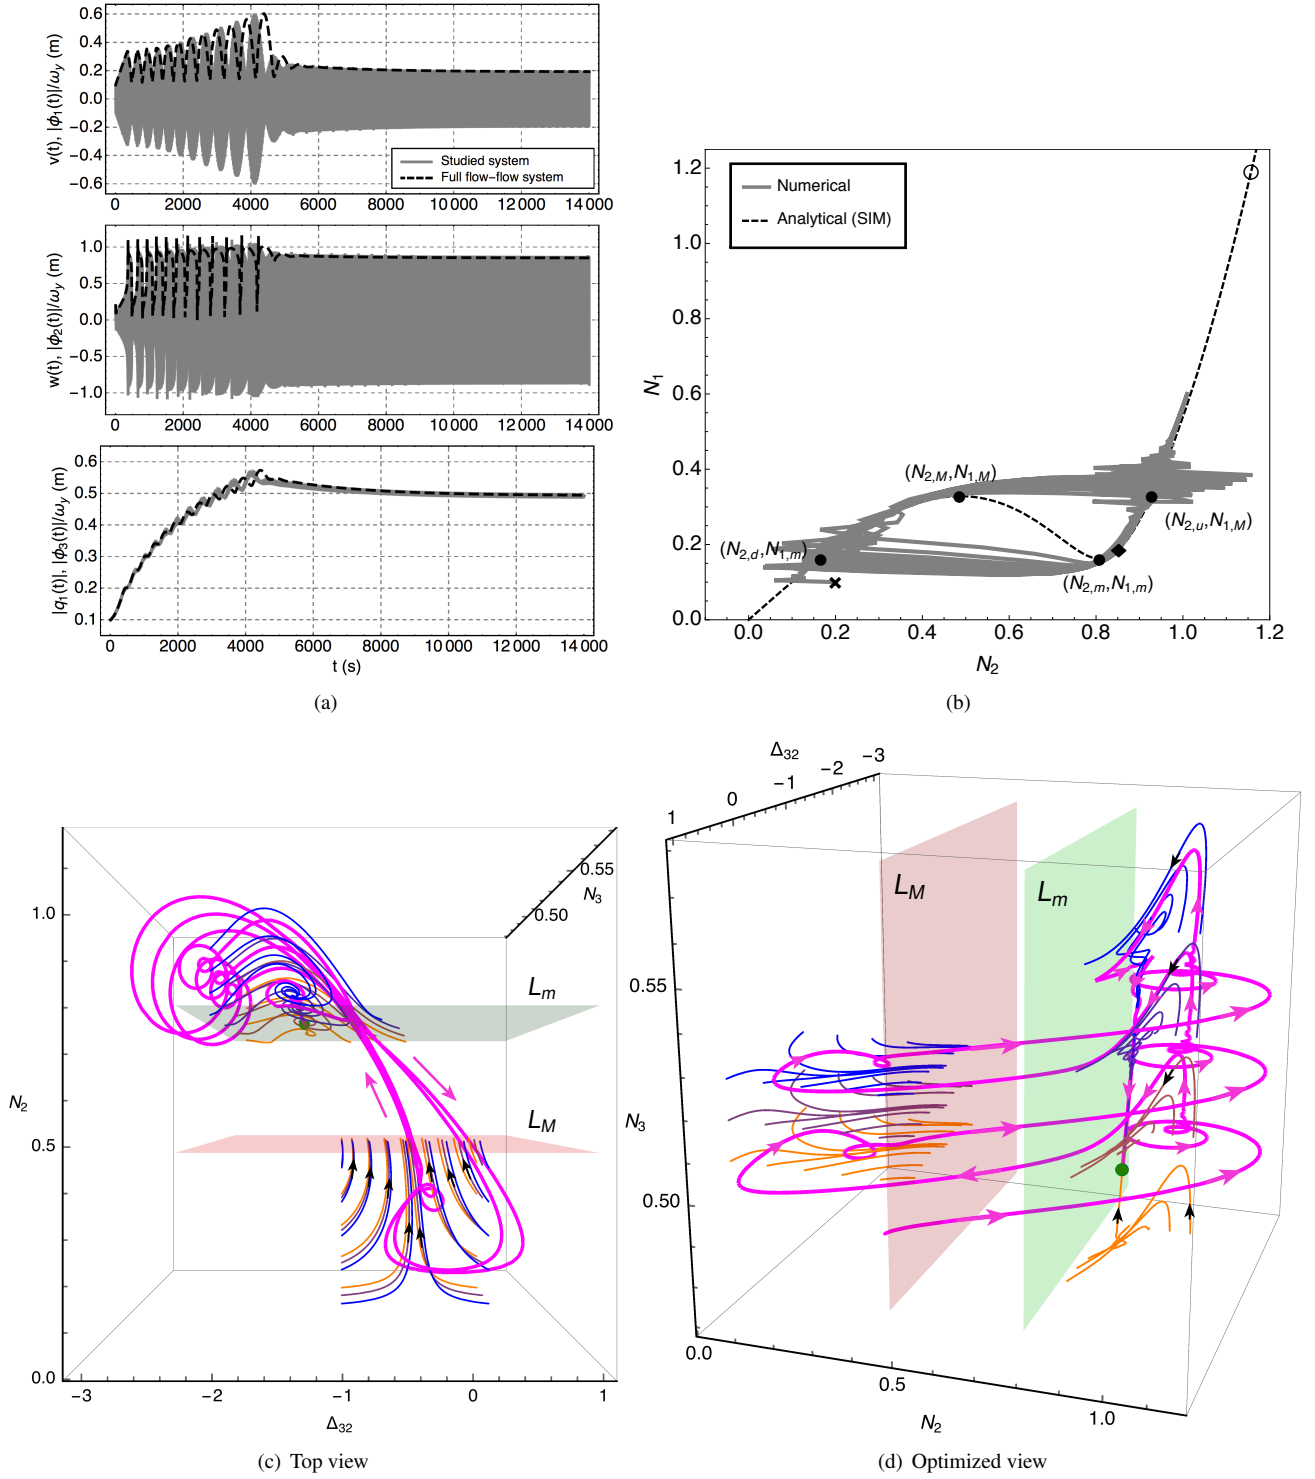 0.6
0.4
0.2
0.0
−0.2
−0.4
−0.6
v(t), |ϕ1(t)|/ωy (m)
Studied system
Full flow−flow system
0 2000 4000 6000 8000 10 000 12 000 14 000
1.0
0.5
0.0
−0.5
−1.0
w(t), |ϕ2(t)|/ωy (m)
0 2000 4000 6000 8000 10 000 12 000 14 000
0.6
0.5
0.4
0.3
0.2
0.1
|q1(t)|, |ϕ3(t)|/ωy (m)
0 2000 4000 6000 8000 10 000 12 000 14 000
t (s)
(a)
1.2
1.0
0.8
0.6
0.4
0.2
0.0
N1
Numerical
Analytical (SIM)
(N2,M, N1,M)
(N2,u, N1,M)
(N2,d, N1,m)
(N2,m, N1,m)
0.0 0.2 0.4 0.6 0.8 1.0 1.2
N2
(b)
0.55
N3
0.50
1.0
Lm
N2
LM
0.5
0.0
−3 −2 −1 0 1
Δ32
(c) Top view
Δ32
−3
−2
−1
0
1
LM
Lm
0.55
N3
0.50
0.0
0.5
1.0
N2
(d) Optimized view